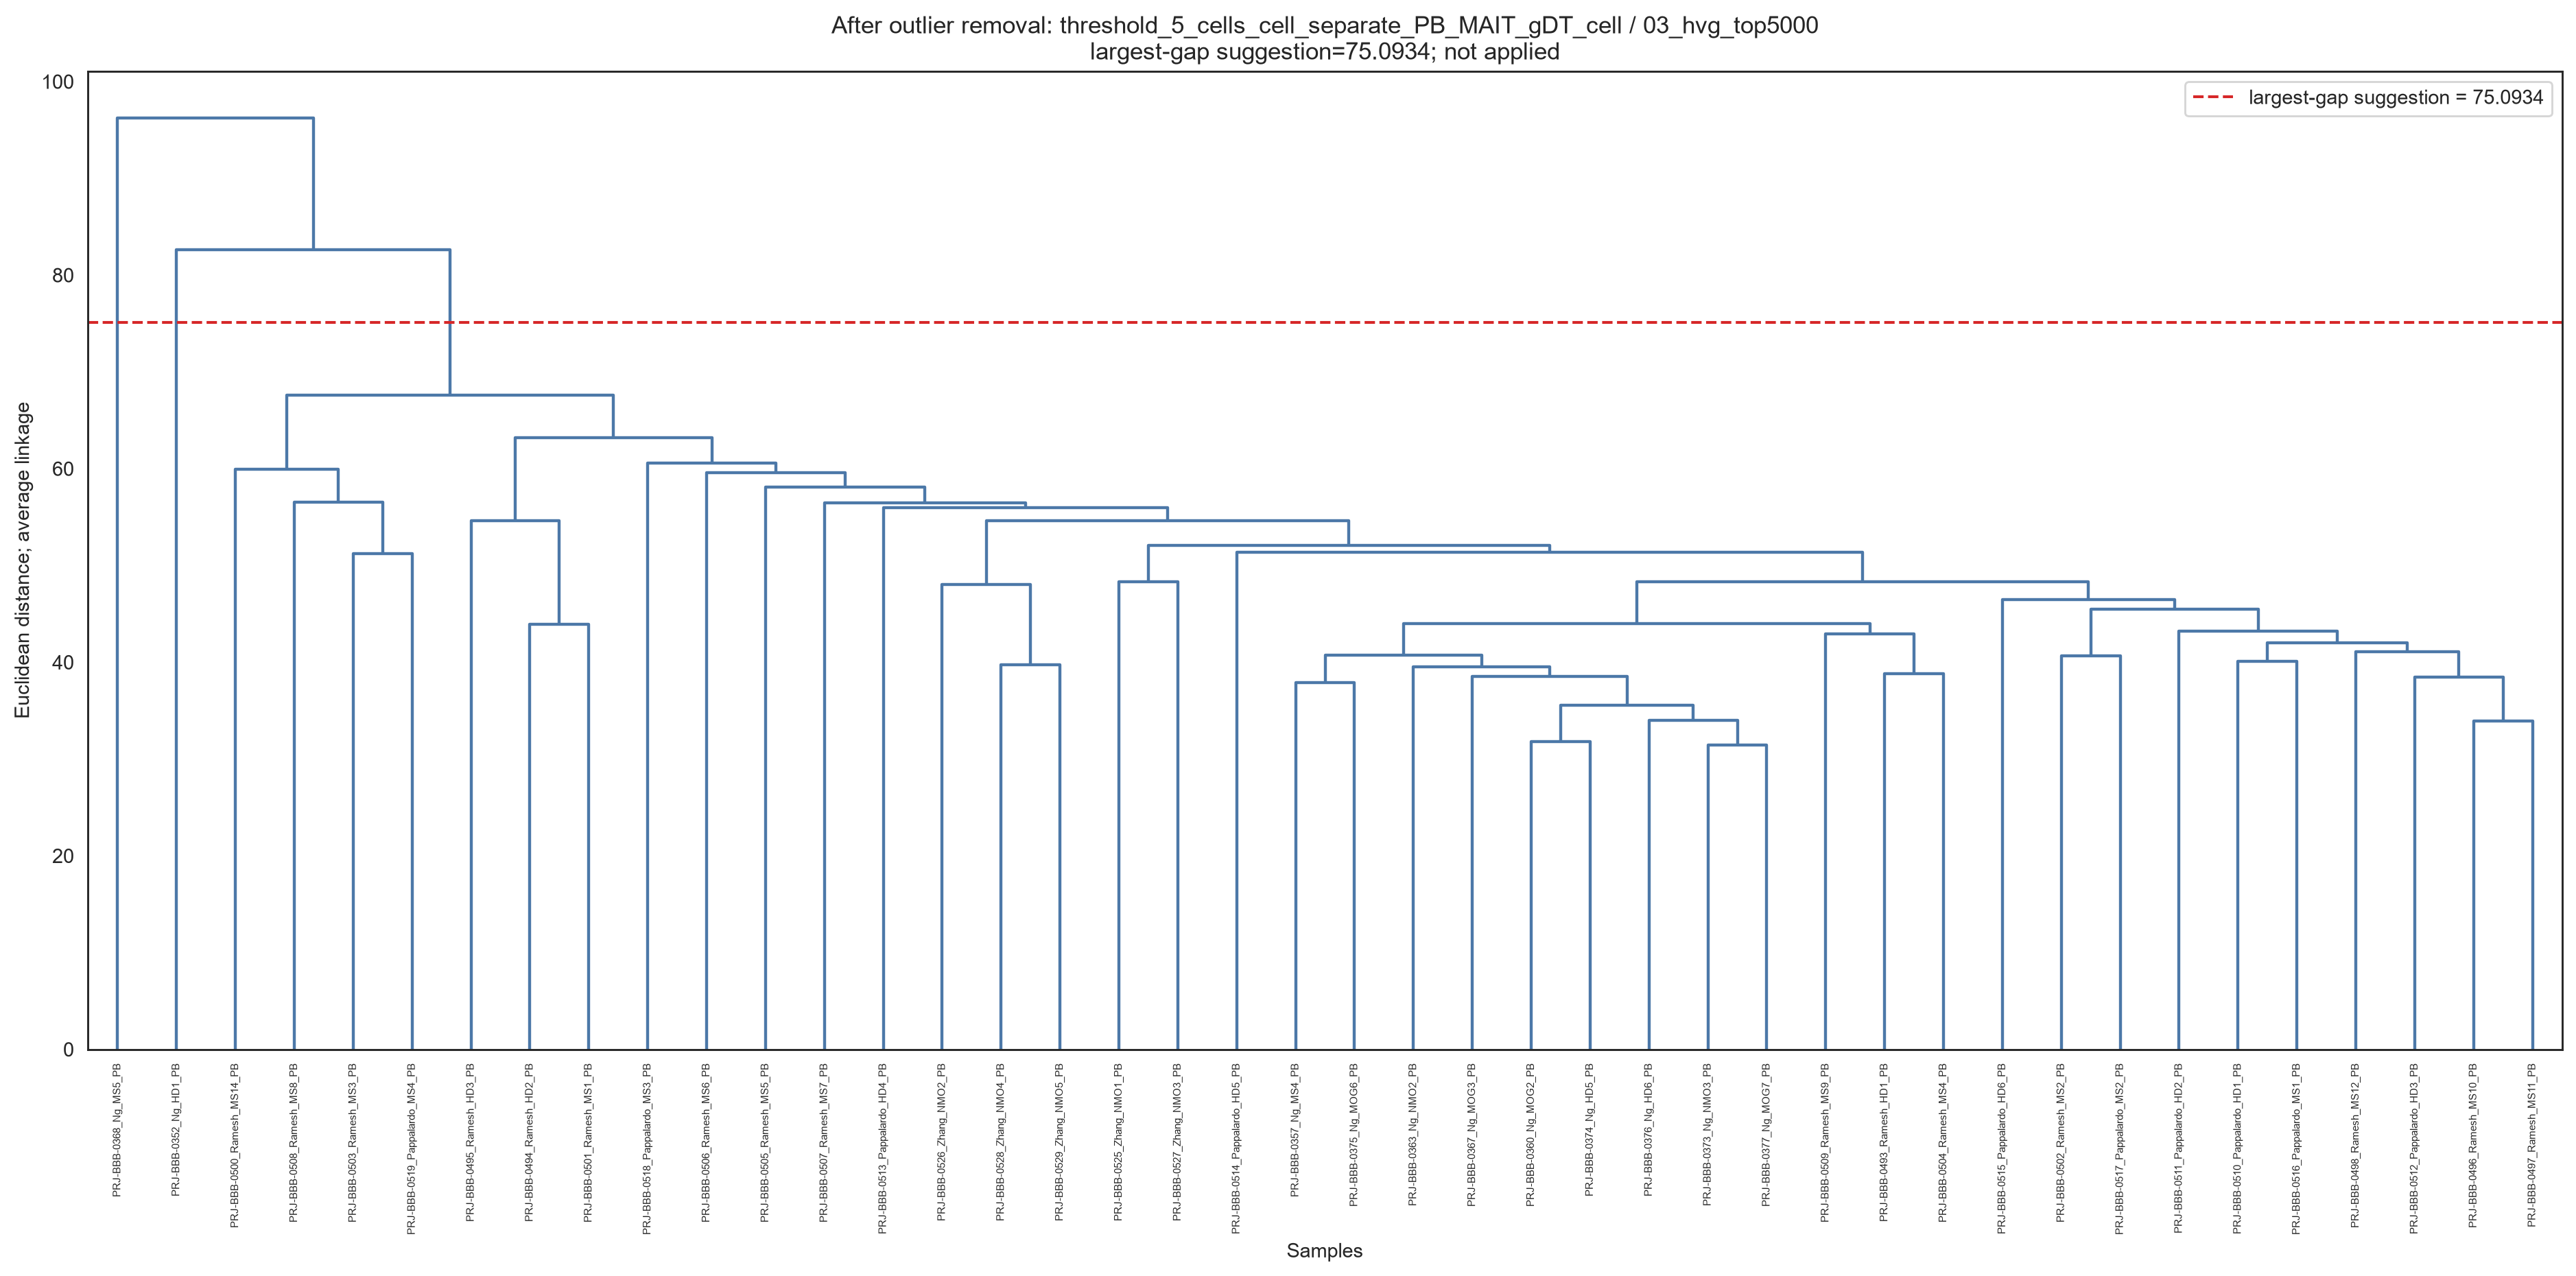 After outlier removal: threshold_5_cells_cell_separate_PB_MAIT_gDT_cell / 03_hvg_top5000
largest-gap suggestion=75.0934; not applied
largest-gap suggestion = 75.0934
Euclidean distance; average linkage
100
80
60
40
20
0
PRJ-BBB-0368_Ng_MS5_PB
PRJ-BBB-0352_Ng_HD1_PB
PRJ-BBB-0500_Ramesh_MS14_PB
PRJ-BBB-0508_Ramesh_MS8_PB
PRJ-BBB-0503_Ramesh_MS3_PB
PRJ-BBB-0519_Pappalardo_MS4_PB
PRJ-BBB-0495_Ramesh_HD3_PB
PRJ-BBB-0494_Ramesh_HD2_PB
PRJ-BBB-0501_Ramesh_MS1_PB
PRJ-BBB-0518_Pappalardo_MS3_PB
PRJ-BBB-0506_Ramesh_MS6_PB
PRJ-BBB-0505_Ramesh_MS5_PB
PRJ-BBB-0507_Ramesh_MS7_PB
PRJ-BBB-0513_Pappalardo_HD4_PB
PRJ-BBB-0526_Zhang_NMO2_PB
PRJ-BBB-0528_Zhang_NMO4_PB
PRJ-BBB-0529_Zhang_NMO5_PB
PRJ-BBB-0525_Zhang_NMO1_PB
PRJ-BBB-0527_Zhang_NMO3_PB
PRJ-BBB-0514_Pappalardo_HD5_PB
PRJ-BBB-0357_Ng_MS4_PB
PRJ-BBB-0375_Ng_MOG6_PB
PRJ-BBB-0363_Ng_NMO2_PB
PRJ-BBB-0367_Ng_MOG3_PB
PRJ-BBB-0360_Ng_MOG2_PB
PRJ-BBB-0374_Ng_HD5_PB
PRJ-BBB-0376_Ng_HD6_PB
PRJ-BBB-0373_Ng_NMO3_PB
PRJ-BBB-0377_Ng_MOG7_PB
PRJ-BBB-0509_Ramesh_MS9_PB
PRJ-BBB-0493_Ramesh_HD1_PB
PRJ-BBB-0504_Ramesh_MS4_PB
PRJ-BBB-0515_Pappalardo_HD6_PB
PRJ-BBB-0502_Ramesh_MS2_PB
PRJ-BBB-0517_Pappalardo_MS2_PB
PRJ-BBB-0511_Pappalardo_HD2_PB
PRJ-BBB-0510_Pappalardo_HD1_PB
PRJ-BBB-0516_Pappalardo_MS1_PB
PRJ-BBB-0498_Ramesh_MS12_PB
PRJ-BBB-0512_Pappalardo_HD3_PB
PRJ-BBB-0496_Ramesh_MS10_PB
PRJ-BBB-0497_Ramesh_MS11_PB
Samples